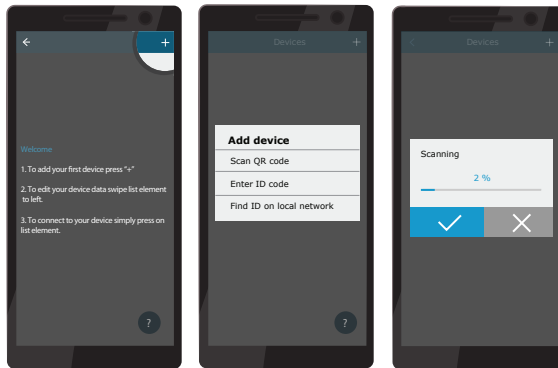 Welcome
1. To add your first device press "+"
2. To edit your device data swipe list element
to left.
3. To connect to your device simply press on
list element.
?
Devices
+
Add device
Scan QR code
Enter ID code
Find ID on local network
?
Devices
+
Scanning
2 %